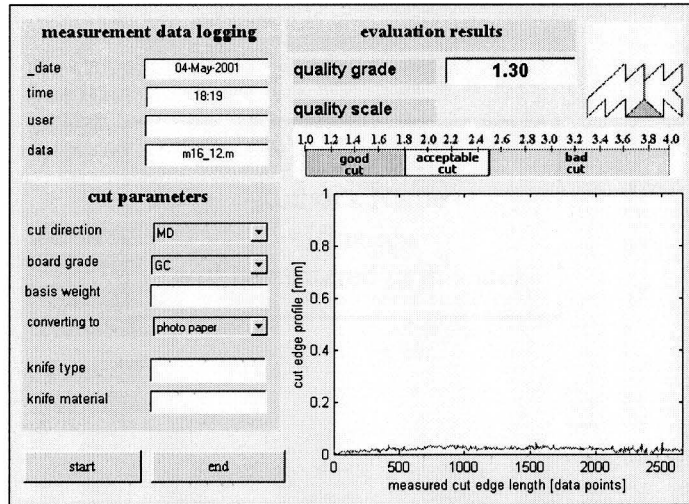 measurement data logging
_date 04-May-2001
time 18:19
user
data m16_12.m
cut parameters
cut direction MD
board grade GC
basis weight
converting to photo paper
knife type
knife material
start end
evaluation results
quality grade 1.30
quality scale
1.0 1.2 1.4 1.6 1.8 2.0 2.2 2.4 2.6 2.8 3.0 3.2 3.4 3.6 3.8 4.0
good cut acceptable cut bad cut
1
0.8
0.6
0.4
0.2
0
cut edge profile [mm]
0 500 1000 1500 2000 2500
measured cut edge length [data points]